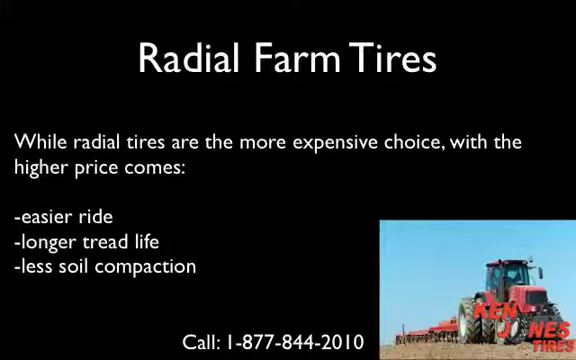 Radial Farm Tires
While radial tires are the more expensive choice, with the
higher price comes:
-easier ride
-longer tread life
-less soil compaction
KEN
JONES
TIRES
Call: 1-877-844-2010